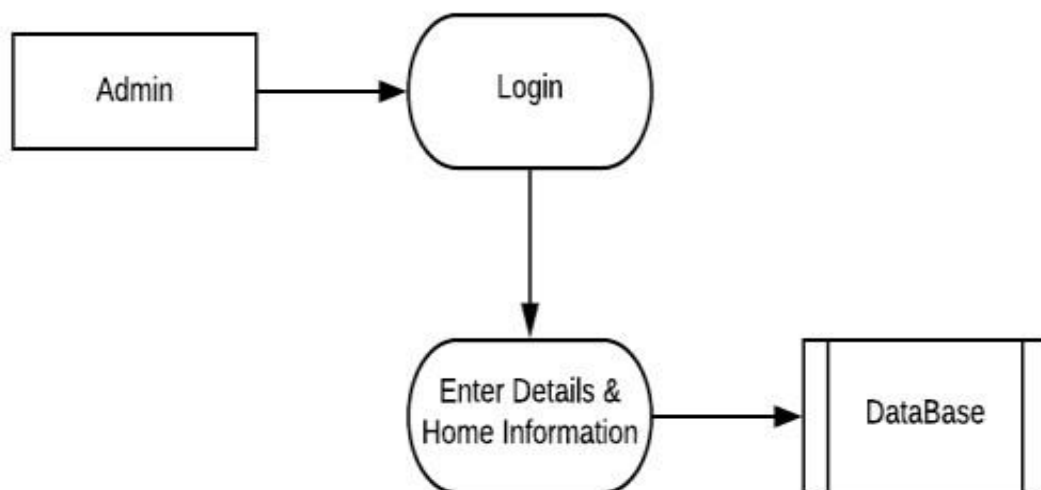 Admin
Login
Enter Details &
Home Information
DataBase